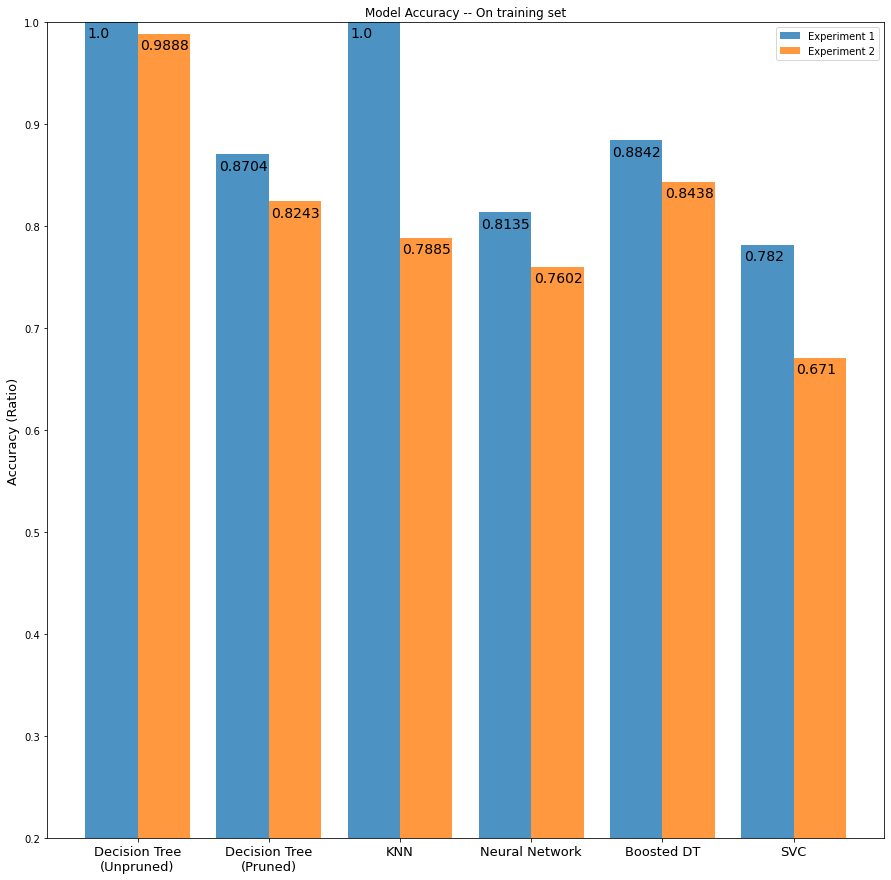 Model Accuracy -- On training set
Experiment 1
Experiment 2
Accuracy (Ratio)
1.0
0.9
0.8
0.7
0.6
0.5
0.4
0.3
0.2
1.0
0.9888
0.8704
0.8243
1.0
0.7885
0.8135
0.7602
0.8842
0.8438
0.782
0.671
Decision Tree
(Unpruned)
Decision Tree
(Pruned)
KNN
Neural Network
Boosted DT
SVC